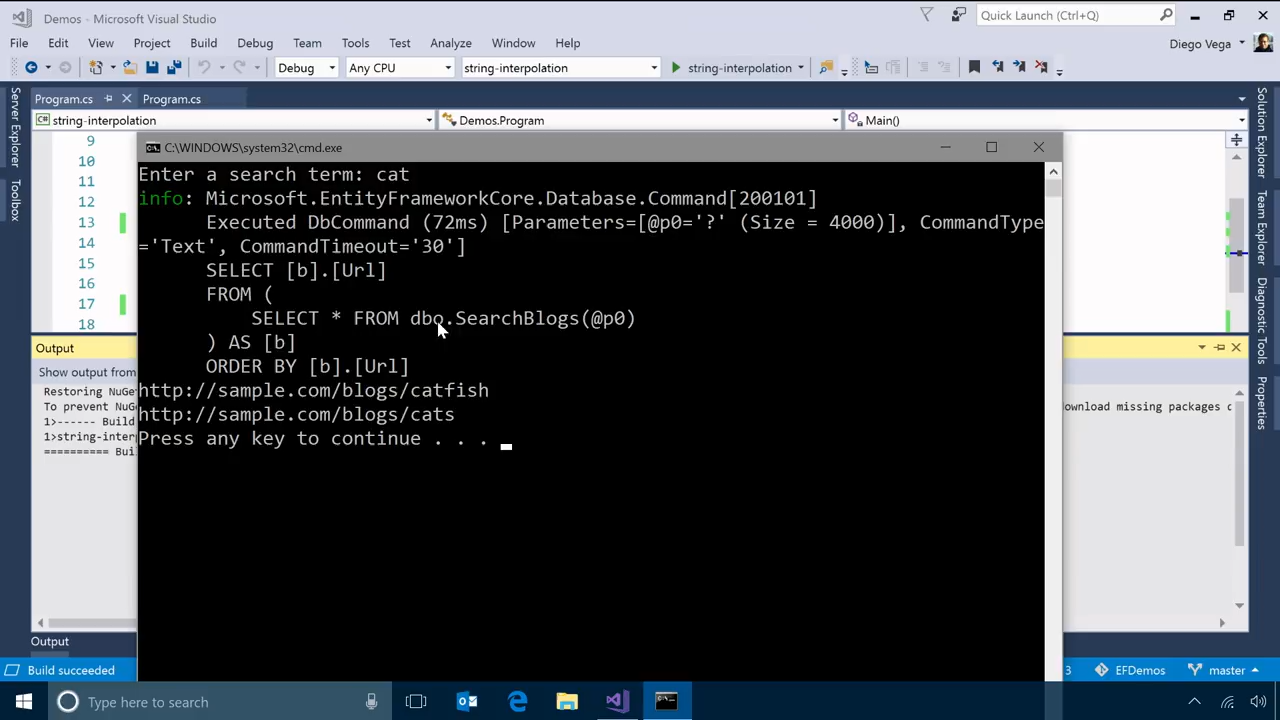 Demos - Microsoft Visual Studio
Quick Launch (Ctrl+Q)
File Edit View Project Build Debug Team Tools Test Analyze Window Help
Diego Vega
Debug Any CPU string-interpolation string-interpolation
Program.cs Program.cs
string-interpolation Demos.Program Main()
Server Explorer
Toolbox
Solution Explorer
Team Explorer
Diagnostic Tools
Properties
9
10
11
12
13
14
15
16
17
18
C:\WINDOWS\system32\cmd.exe
Enter a search term: cat
info: Microsoft.EntityFrameworkCore.Database.Command[200101]
Executed DbCommand (72ms) [Parameters=[@p0='?' (Size = 4000)], CommandType
='Text', CommandTimeout='30']
SELECT [b].[Url]
FROM (
SELECT * FROM dbo.SearchBlogs(@p0)
) AS [b]
ORDER BY [b].[Url]
http://sample.com/blogs/catfish
http://sample.com/blogs/cats
Press any key to continue . . .
Output
Show output from
Restoring NuGet
To prevent NuGe
download missing packages
1>------ Build
1>string-inter
========== Bui
Output
Build succeeded
3
EFDemos
master
Type here to search